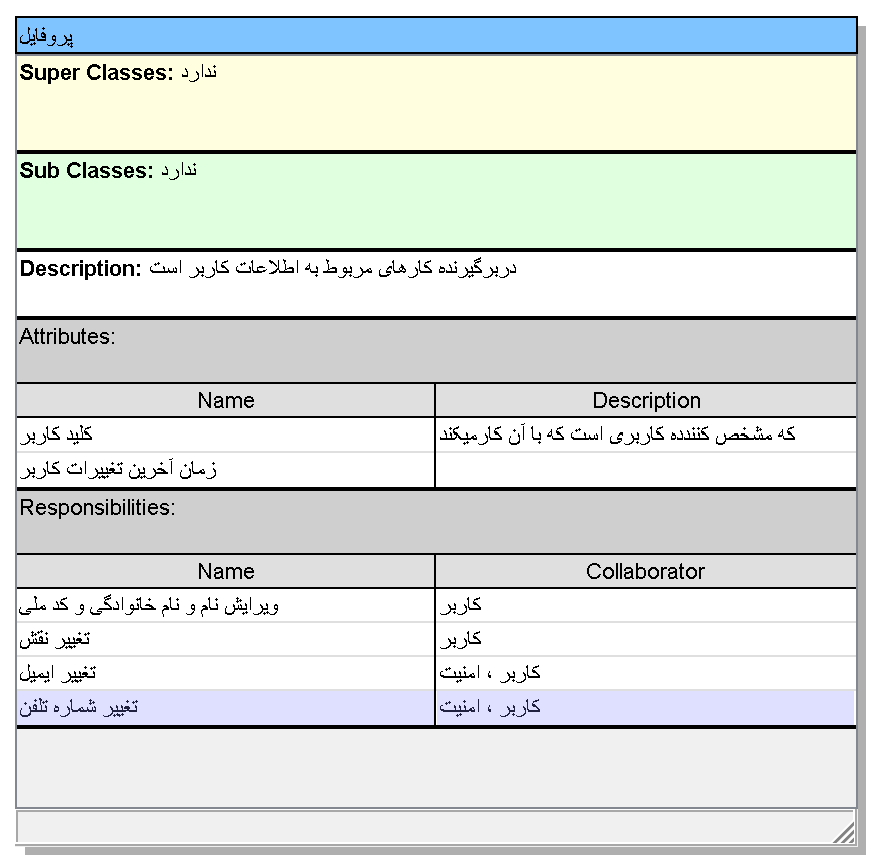 پروفایل
Super Classes: ندارد
Sub Classes: ندارد
Description: دربرگیرنده کارهای مربوط به اطلاعات کاربر است
Attributes:
Name Description
کلید کاربر که مشخص کنندده کاربری است که با آن کارمیکند
زمان آخرین تغییرات کاربر
Responsibilities:
Name Collaborator
ویرایش نام و نام خانوادگی و کد ملی کاربر
تغییر نقش کاربر
تغییر ایمیل کاربر ، امنیت
تغییر شماره تلفن کاربر ، امنیت